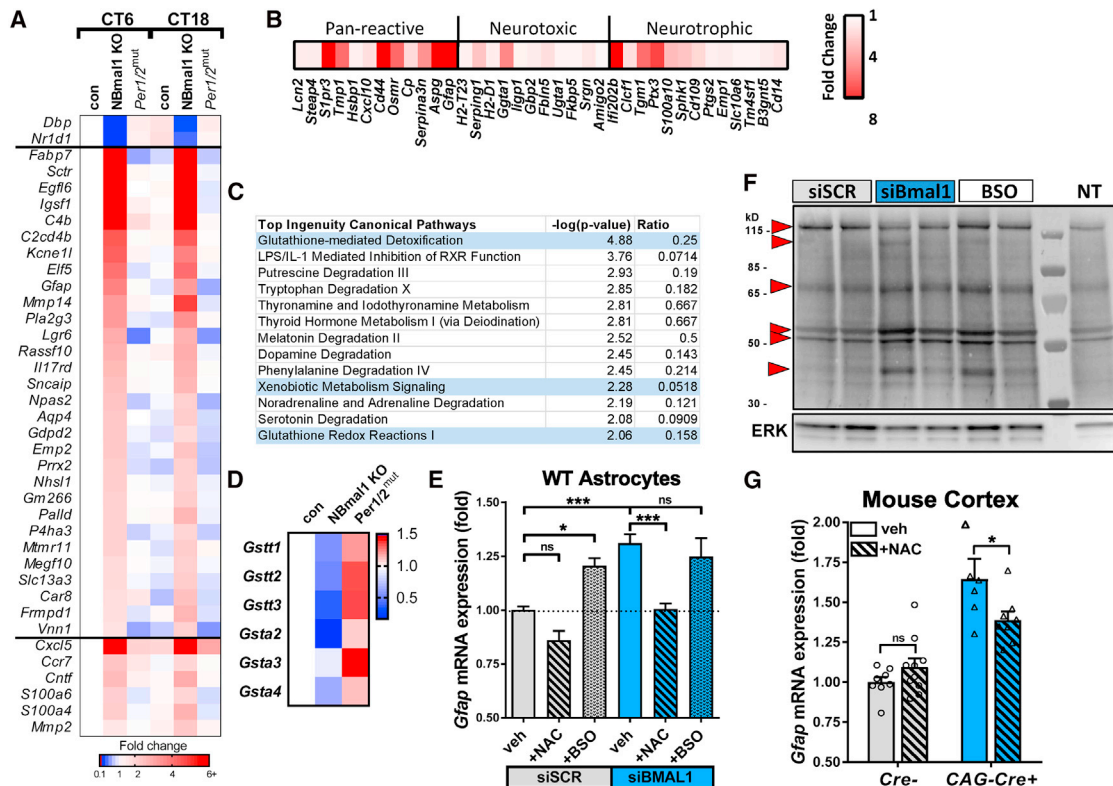 A
CT6 CT18
con
NBmal1 KO
Per1/2mut
con
NBmal1 KO
Per1/2mut
Dbp
Nr1d1
Fabp7
Sctr
Egfl6
Igsf1
C4b
C2cd4b
Kcne1l
Elf5
Gfap
Mmp14
Pla2g3
Lgr6
Rassf10
Il17rd
Sncaip
Npas2
Aqp4
Gdpd2
Emp2
Prrx2
Nhsl1
Gm266
Palld
P4ha3
Mtmr11
Megf10
Slc13a3
Car8
Frmpd1
Vnn1
Cxcl5
Ccr7
Cntf
S100a6
S100a4
Mmp2
Fold change
0.1 1 2 4 6+
B
Pan-reactive Neurotoxic Neurotrophic
Lcn2
Steap4
S1pr3
Tmp1
Hsbp1
Cxcl10
Cd44
Osmr
Cp
Serpina3n
Aspg
Gfap
H2-T23
Serping1
H2-D1
Ggta1
Iigp1
Gbp2
Fbln5
Ugta1
Fkbp5
Srgn
Amigo2
Ifi202b
Clcf1
Tgm1
Ptx3
S100a10
Sphk1
Cd109
Ptgs2
Emp1
Slc10a6
Tm4sf1
B3gnt5
Cd14
Fold Change
1
4
8
C
Top Ingenuity Canonical Pathways -log(p-value) Ratio
Glutathione-mediated Detoxification 4.88 0.25
LPS/IL-1 Mediated Inhibition of RXR Function 3.76 0.0714
Putrescine Degradation III 2.93 0.19
Tryptophan Degradation X 2.85 0.182
Thyronamine and Iodothyronamine Metabolism 2.81 0.667
Thyroid Hormone Metabolism I (via Deiodination) 2.81 0.667
Melatonin Degradation II 2.52 0.5
Dopamine Degradation 2.45 0.143
Phenylalanine Degradation IV 2.45 0.214
Xenobiotic Metabolism Signaling 2.28 0.0518
Noradrenaline and Adrenaline Degradation 2.19 0.121
Serotonin Degradation 2.08 0.0909
Glutathione Redox Reactions I 2.06 0.158
D
con
NBmal1 KO
Per1/2mut
Gstt1
Gstt2
Gstt3
Gsta2
Gsta3
Gsta4
1.5
1.0
0.5
E
WT Astrocytes
Gfap mRNA expression (fold)
1.50
1.25
1.00
0.75
0.50
*** ns
* ***
ns
veh
+NAC
+BSO
veh
+NAC
+BSO
siSCR siBMAL1
F
siSCR siBmal1 BSO NT
kD
115 -
85 -
65 -
50 -
30 -
ERK
G
Mouse Cortex
Gfap mRNA expression (fold)
2.00
1.75
1.50
1.25
1.00
0.75
0.50
veh
+NAC
ns
*
Cre- CAG-Cre+